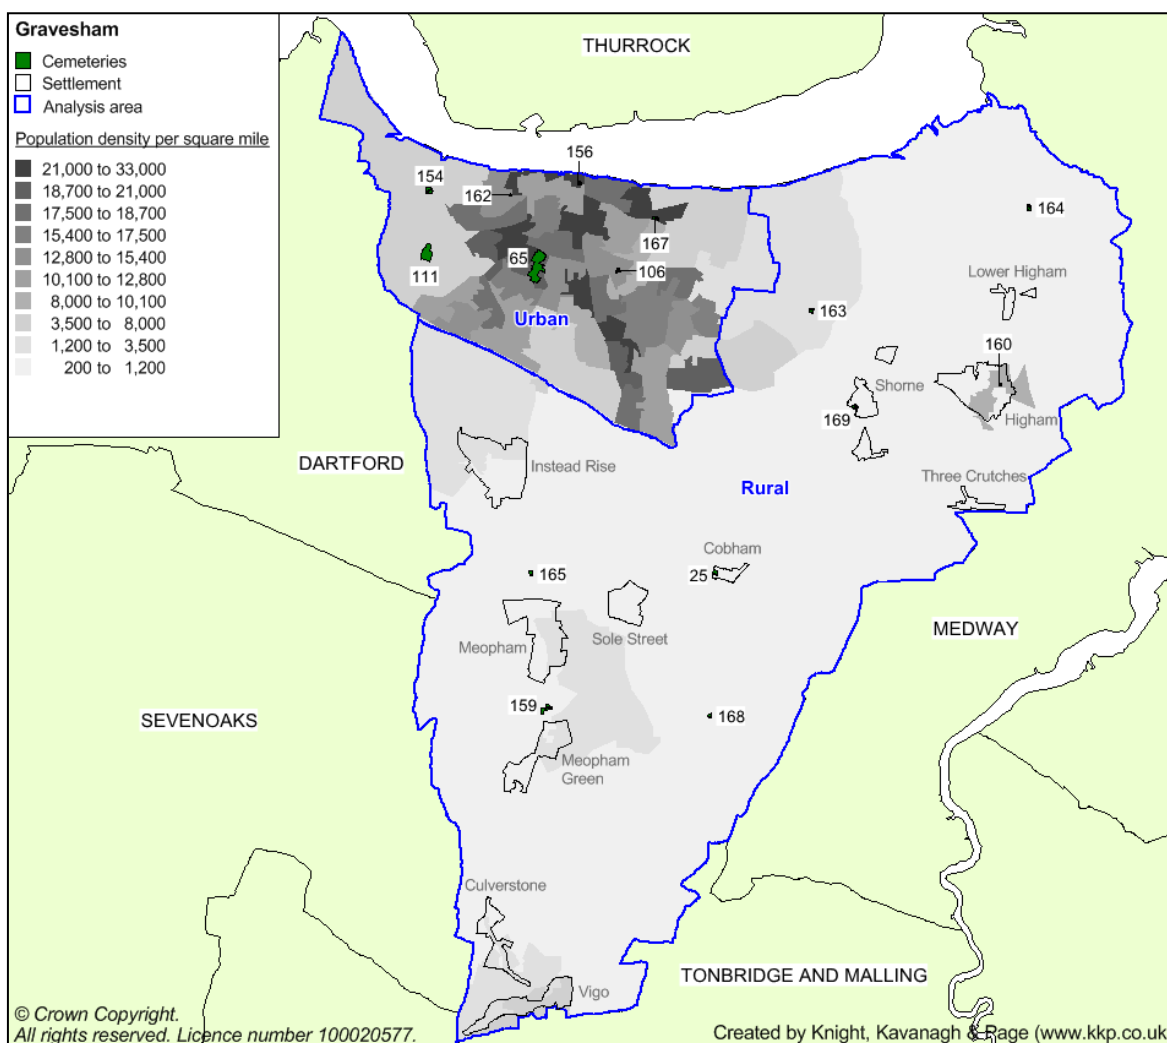 Gravesham
Cemeteries
Settlement
Analysis area
Population density per square mile
21,000 to 33,000
18,700 to 21,000
17,500 to 18,700
15,400 to 17,500
12,800 to 15,400
10,100 to 12,800
8,000 to 10,100
3,500 to 8,000
1,200 to 3,500
200 to 1,200
THURROCK
156
154
162
164
167
65
106
111
Lower Higham
163
Urban
160
Shorne
169
Higham
DARTFORD
Instead Rise
Three Crutches
Rural
Cobham
165
25
MEDWAY
Meopham
Sole Street
159
168
SEVENOAKS
Meopham
Green
Culverstone
TONBRIDGE AND MALLING
Vigo
© Crown Copyright.
All rights reserved. Licence number 100020577.
Created by Knight, Kavanagh & Page (www.kkp.co.uk